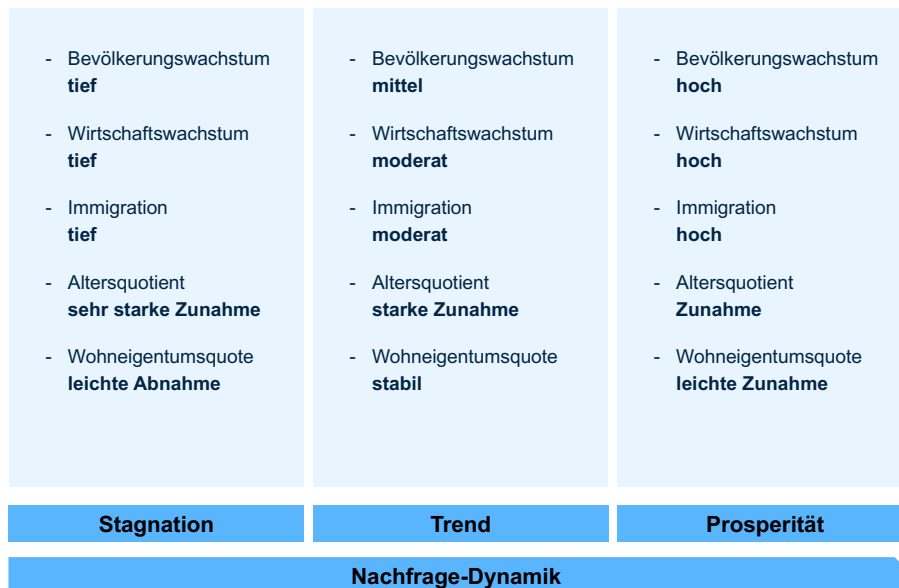 - Bevölkerungswachstum
tief
- Wirtschaftswachstum
tief
- Immigration
tief
- Altersquotient
sehr starke Zunahme
- Wohneigentumsquote
leichte Abnahme
- Bevölkerungswachstum
mittel
- Wirtschaftswachstum
moderat
- Immigration
moderat
- Altersquotient
starke Zunahme
- Wohneigentumsquote
stabil
- Bevölkerungswachstum
hoch
- Wirtschaftswachstum
hoch
- Immigration
hoch
- Altersquotient
Zunahme
- Wohneigentumsquote
leichte Zunahme
Stagnation
Trend
Prosperität
Nachfrage-Dynamik